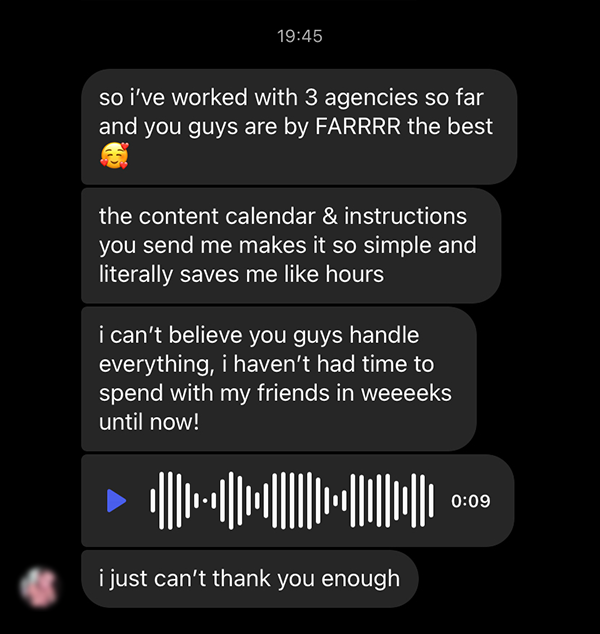 19:45
so i’ve worked with 3 agencies so far
and you guys are by FARRRR the best
🥰
the content calendar & instructions
you send me makes it so simple and
literally saves me like hours
i can’t believe you guys handle
everything, i haven’t had time to
spend with my friends in weeeeks
until now!
0:09
i just can’t thank you enough